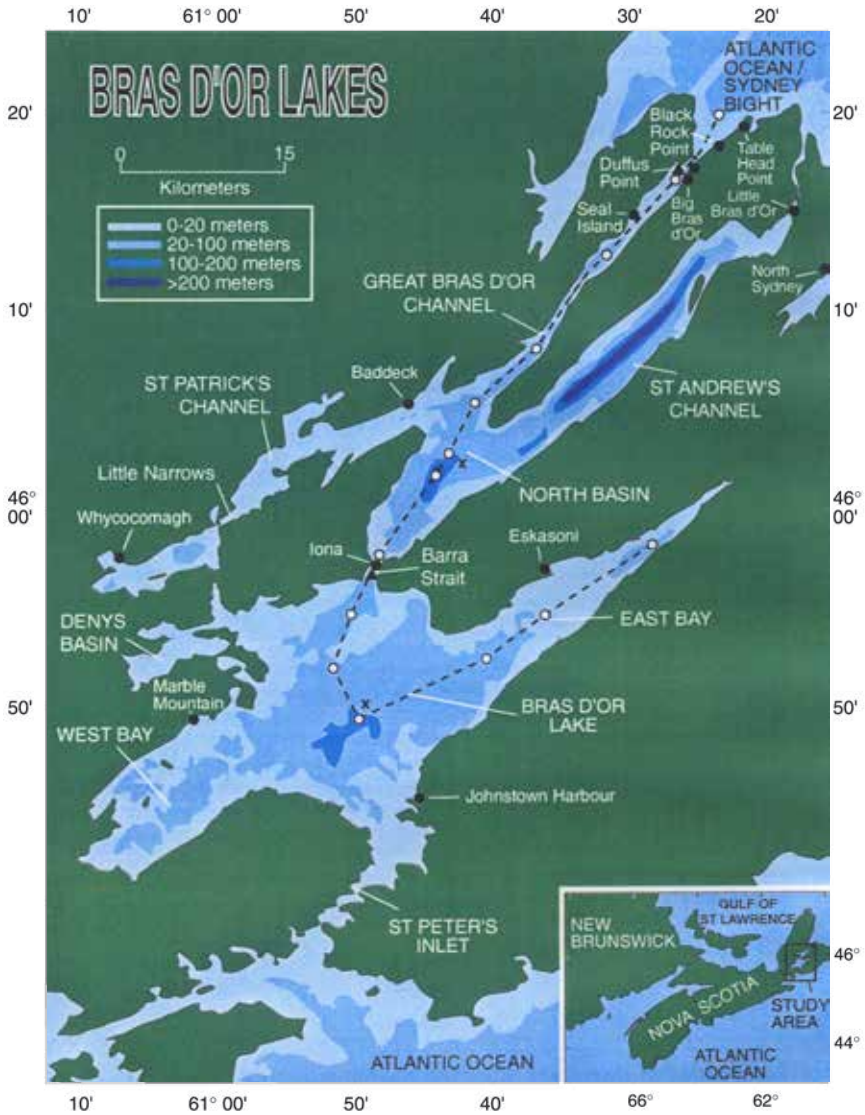 10'
61° 00'
50'
40'
30'
20'
BRAS D'OR LAKES
ATLANTIC
OCEAN /
SYDNEY
BIGHT
20'
20'
0
15
Kilometers
Black
Rock
Point
Duffus
Point
Table
Head
Point
Seal
Island
Big
Bras
d'Or
Little
Bras d'Or
0-20 meters
20-100 meters
100-200 meters
>200 meters
North
Sydney
GREAT BRAS D'OR
CHANNEL
10'
10'
Baddeck
ST PATRICK'S
CHANNEL
ST ANDREW'S
CHANNEL
x
Little Narrows
NORTH BASIN
46°
00'
46°
00'
Whycocomagh
Iona
Barra
Strait
Eskasoni
DENYS
BASIN
EAST BAY
Marble
Mountain
x
50'
50'
BRAS D'OR
LAKE
WEST BAY
Johnstown Harbour
ST PETER'S
INLET
GULF OF
ST LAWRENCE
NEW
BRUNSWICK
46°
NOVA SCOTIA
STUDY
AREA
44°
ATLANTIC
OCEAN
ATLANTIC OCEAN
10'
61° 00'
50'
40'
66°
62°